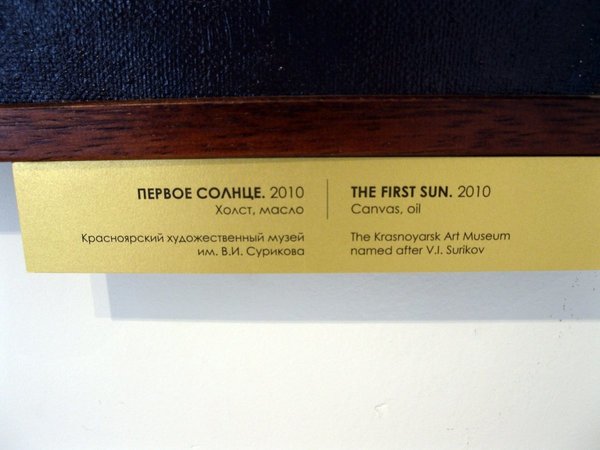 ПЕРВОЕ СОЛНЦЕ. 2010
Холст, масло
Красноярский художественный музей
им. В.И. Сурикова
THE FIRST SUN. 2010
Canvas, oil
The Krasnoyarsk Art Museum
named after V.I. Surikov